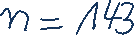 n = 143